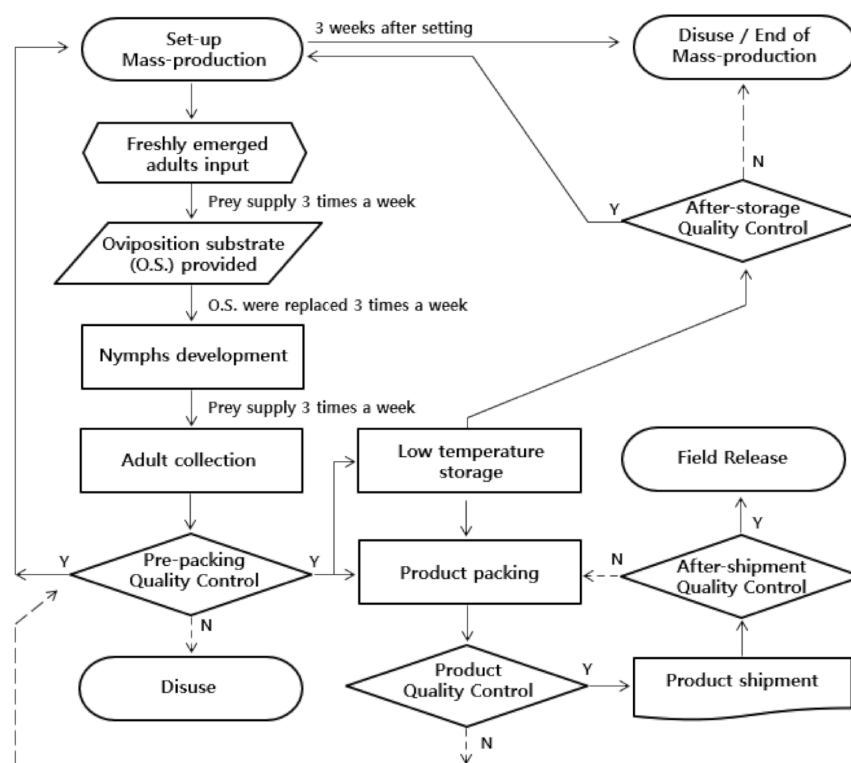 Set-up
Mass-production
3 weeks after setting
Disuse / End of
Mass-production
Freshly emerged
adults input
N
Prey supply 3 times a week
Y
After-storage
Quality Control
Oviposition substrate
(O.S.) provided
O.S. were replaced 3 times a week
Nymphs development
Prey supply 3 times a week
Adult collection
Low temperature
storage
Field Release
Y
Y
Pre-packing
Quality Control
Y
Product packing
N
After-shipment
Quality Control
N
Disuse
Product
Quality Control
Y
Product shipment
N